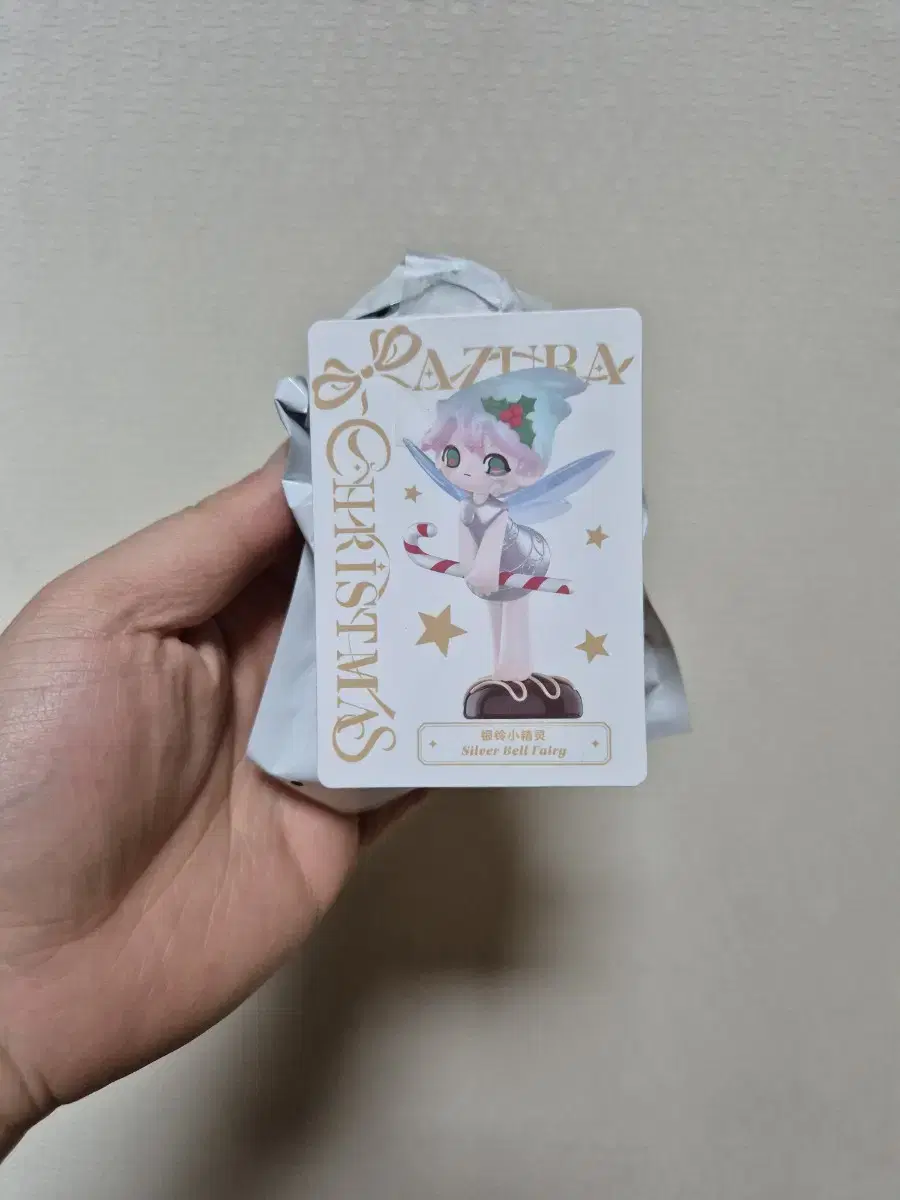 AZURA
CHRISTMAS
银铃小精灵
Silver Bell Fairy